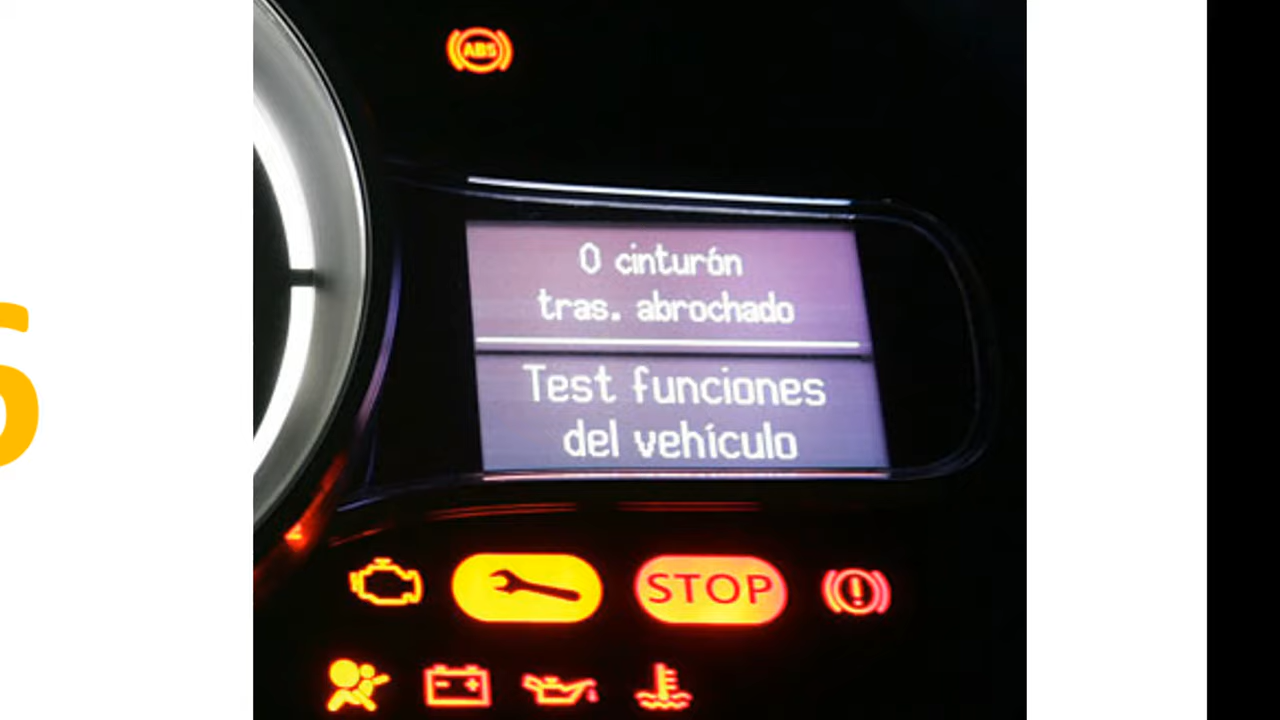 ABS
0 cinturón
tras. abrochado
Test funciones
del vehículo
STOP